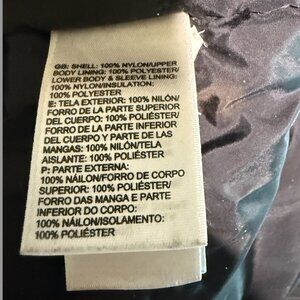 GB: SHELL: 100% NYLON/UPPER
BODY LINING: 100% POLYESTER/
LOWER BODY & SLEEVE LINING:
100% NYLON/INSULATION:
100% POLYESTER
E: TELA EXTERIOR: 100% NILÓN/
FORRO DE LA PARTE SUPERIOR
DEL CUERPO: 100% POLIÉSTER/
FORRO DE LA PARTE INFERIOR
DEL CUERPO Y PARTE DE LAS
MANGAS: 100% NILÓN/TELA
AISLANTE: 100% POLIÉSTER
P: PARTE EXTERNA:
100% NÁILON/FORRO DE CORPO
SUPERIOR: 100% POLIÉSTER/
FORRO DAS MANGA E PARTE
INFERIOR DO CORPO:
100% NÁILON/ISOLAMENTO:
100% POLIÉSTER